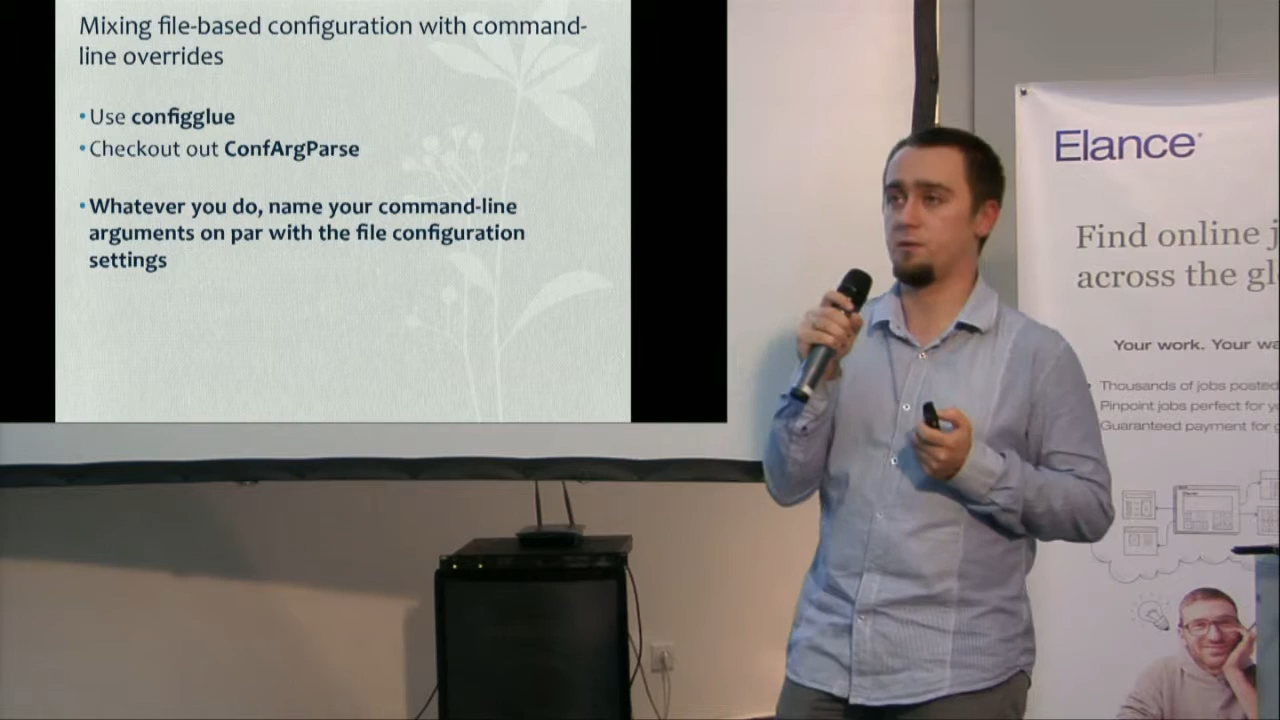 Mixing file-based configuration with command-
line overrides
•Use configglue
•Checkout out ConfArgParse
•Whatever you do, name your command-line
arguments on par with the file configuration
settings
Elance
Find online j
across the gl
Your work. Your wa
Thousands of jobs posted
Pinpoint jobs perfect for y
Guaranteed payment for